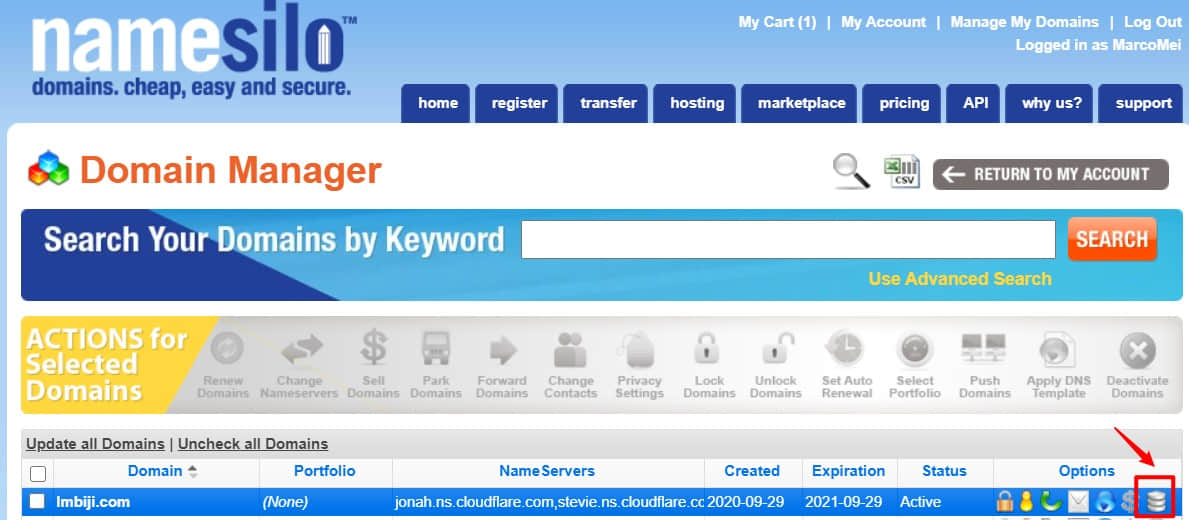 namesilo™
domains. cheap, easy and secure.
My Cart (1) | My Account | Manage My Domains | Log Out
Logged in as MarcoMei
home register transfer hosting marketplace pricing API why us? support
Domain Manager
CSV
RETURN TO MY ACCOUNT
Search Your Domains by Keyword
SEARCH
Use Advanced Search
ACTIONS for
Selected
Domains
Renew Domains
Change Nameservers
Sell Domains
Park Domains
Forward Domains
Change Contacts
Privacy Settings
Lock Domains
Unlock Domains
Set Auto Renewal
Select Portfolio
Push Domains
Apply DNS Template
Deactivate Domains
Update all Domains | Uncheck all Domains
Domain Portfolio NameServers Created Expiration Status Options
lmbiji.com (None) jonah.ns.cloudflare.com,stevie.ns.cloudflare.cc 2020-09-29 2021-09-29 Active